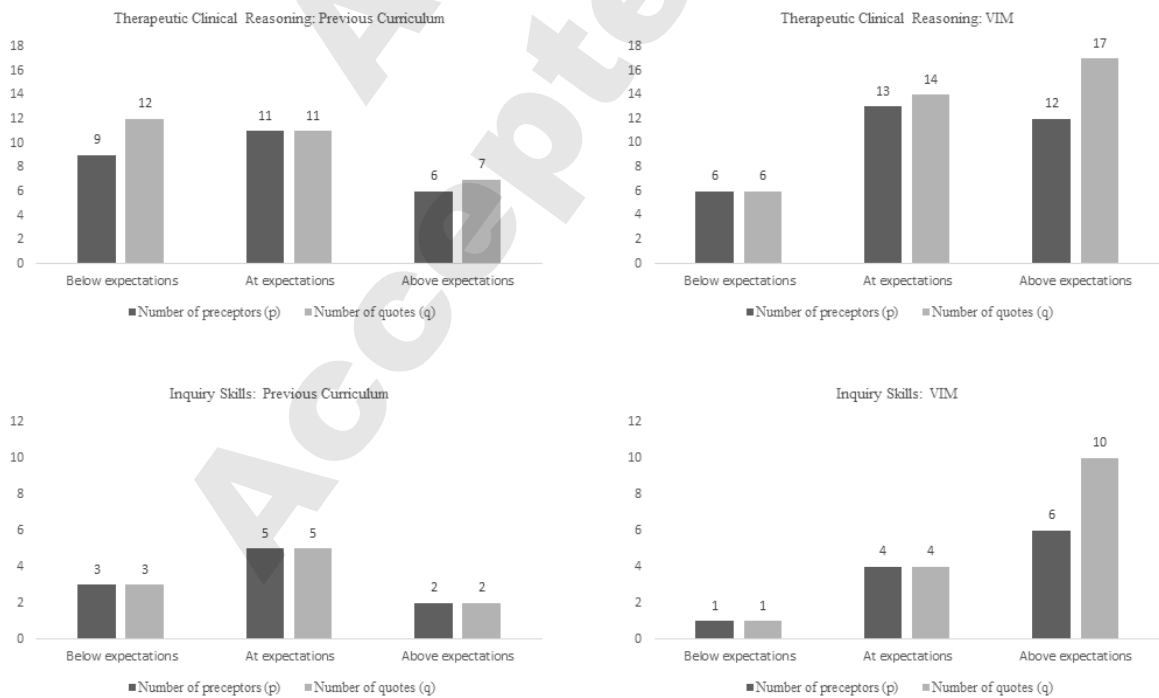 Therapeutic Clinical Reasoning: Previous Curriculum
18
16
14
12
10
8
6
4
2
0
9
12
11
11
6
7
Below expectations
At expectations
Above expectations
Number of preceptors (p)
Number of quotes (q)
Therapeutic Clinical Reasoning: VIM
18
16
14
12
10
8
6
4
2
0
6
6
13
14
12
17
Below expectations
At expectations
Above expectations
Number of preceptors (p)
Number of quotes (q)
Inquiry Skills: Previous Curriculum
12
10
8
6
4
2
0
3
3
5
5
2
2
Below expectations
At expectations
Above expectations
Number of preceptors (p)
Number of quotes (q)
Inquiry Skills: VIM
12
10
8
6
4
2
0
1
1
4
4
6
10
Below expectations
At expectations
Above expectations
Number of preceptors (p)
Number of quotes (q)
Accepte